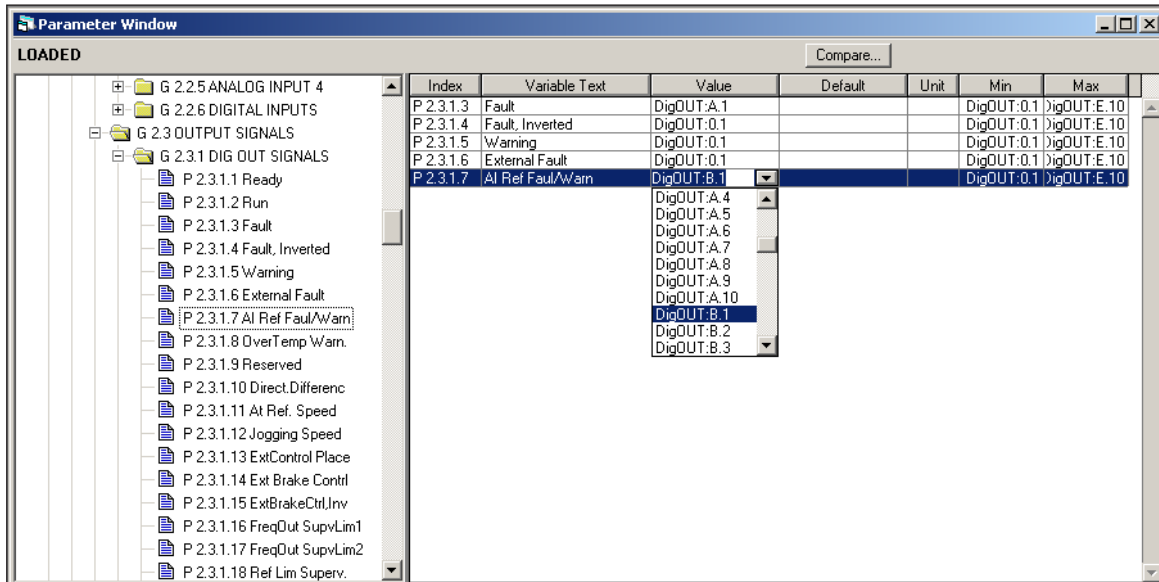 Parameter Window
LOADED
Compare...
G 2.2.5 ANALOG INPUT 4
G 2.2.6 DIGITAL INPUTS
G 2.3 OUTPUT SIGNALS
G 2.3.1 DIG OUT SIGNALS
P 2.3.1.1 Ready
P 2.3.1.2 Run
P 2.3.1.3 Fault
P 2.3.1.4 Fault, Inverted
P 2.3.1.5 Warning
P 2.3.1.6 External Fault
P 2.3.1.7 AI Ref Faul/Warn
P 2.3.1.8 OverTemp Warn.
P 2.3.1.9 Reserved
P 2.3.1.10 Direct.Differenc
P 2.3.1.11 At Ref. Speed
P 2.3.1.12 Jogging Speed
P 2.3.1.13 ExtControl Place
P 2.3.1.14 Ext Brake Contrl
P 2.3.1.15 ExtBrakeCtrl,Inv
P 2.3.1.16 FreqOut SupvLim1
P 2.3.1.17 FreqOut SupvLim2
P 2.3.1.18 Ref Lim Superv.
Index Variable Text Value Default Unit Min Max
P 2.3.1.3 Fault DigOUT:A.1 DigOUT:0.1 )igOUT:E.10
P 2.3.1.4 Fault, Inverted DigOUT:0.1 DigOUT:0.1 )igOUT:E.10
P 2.3.1.5 Warning DigOUT:0.1 DigOUT:0.1 )igOUT:E.10
P 2.3.1.6 External Fault DigOUT:0.1 DigOUT:0.1 )igOUT:E.10
P 2.3.1.7 AI Ref Faul/Warn DigOUT:B.1 DigOUT:0.1 )igOUT:E.10
DigOUT:A.4
DigOUT:A.5
DigOUT:A.6
DigOUT:A.7
DigOUT:A.8
DigOUT:A.9
DigOUT:A.10
DigOUT:B.1
DigOUT:B.2
DigOUT:B.3